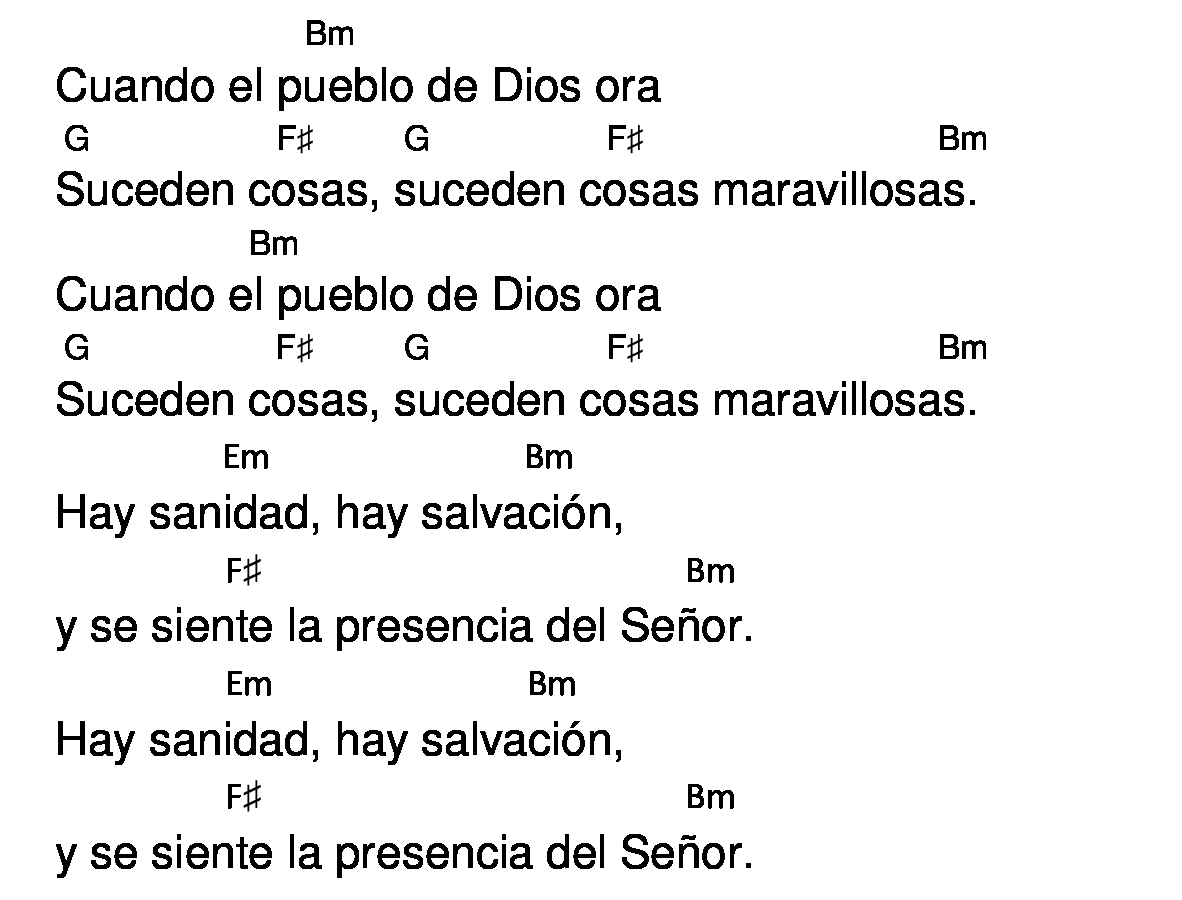 Bm
Cuando el pueblo de Dios ora
G F♯ G F♯ Bm
Suceden cosas, suceden cosas maravillosas.
Bm
Cuando el pueblo de Dios ora
G F♯ G F♯ Bm
Suceden cosas, suceden cosas maravillosas.
Em Bm
Hay sanidad, hay salvación,
F♯ Bm
y se siente la presencia del Señor.
Em Bm
Hay sanidad, hay salvación,
F♯ Bm
y se siente la presencia del Señor.